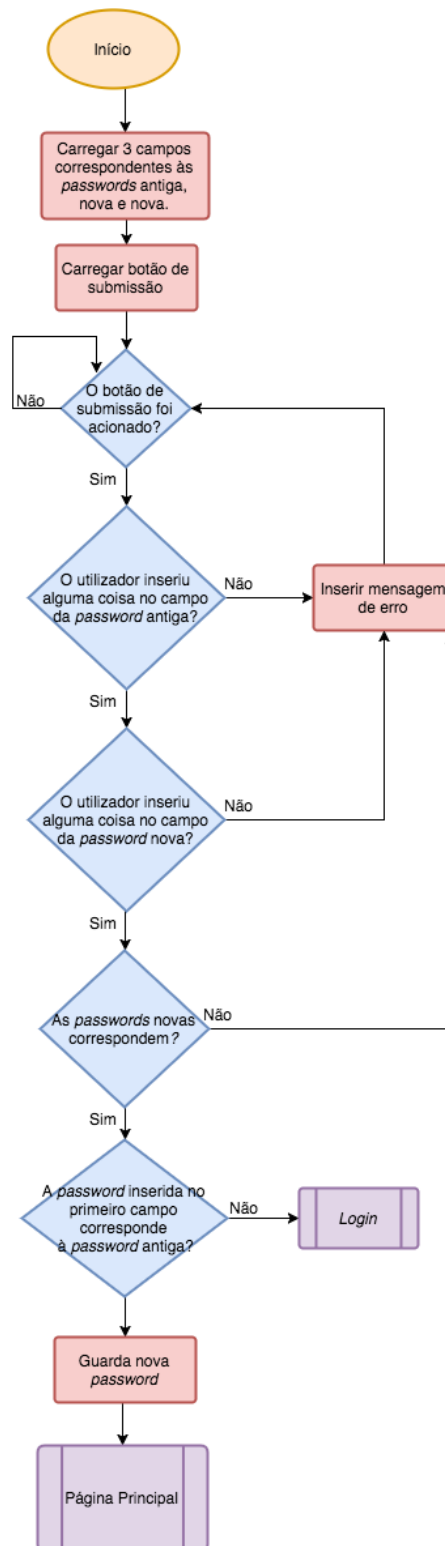 Início
Carregar 3 campos
correspondentes às
passwords antiga,
nova e nova.
Carregar botão de
submissão
O botão de
submissão foi
acionado?
Não
Sim
O utilizador inseriu
alguma coisa no campo
da password antiga?
Não
Inserir mensagem
de erro
Sim
O utilizador inseriu
alguma coisa no campo
da password nova?
Não
Sim
As passwords novas
correspondem?
Não
Sim
A password inserida no
primeiro campo
corresponde
à password antiga?
Não
Login
Guarda nova
password
Página Principal